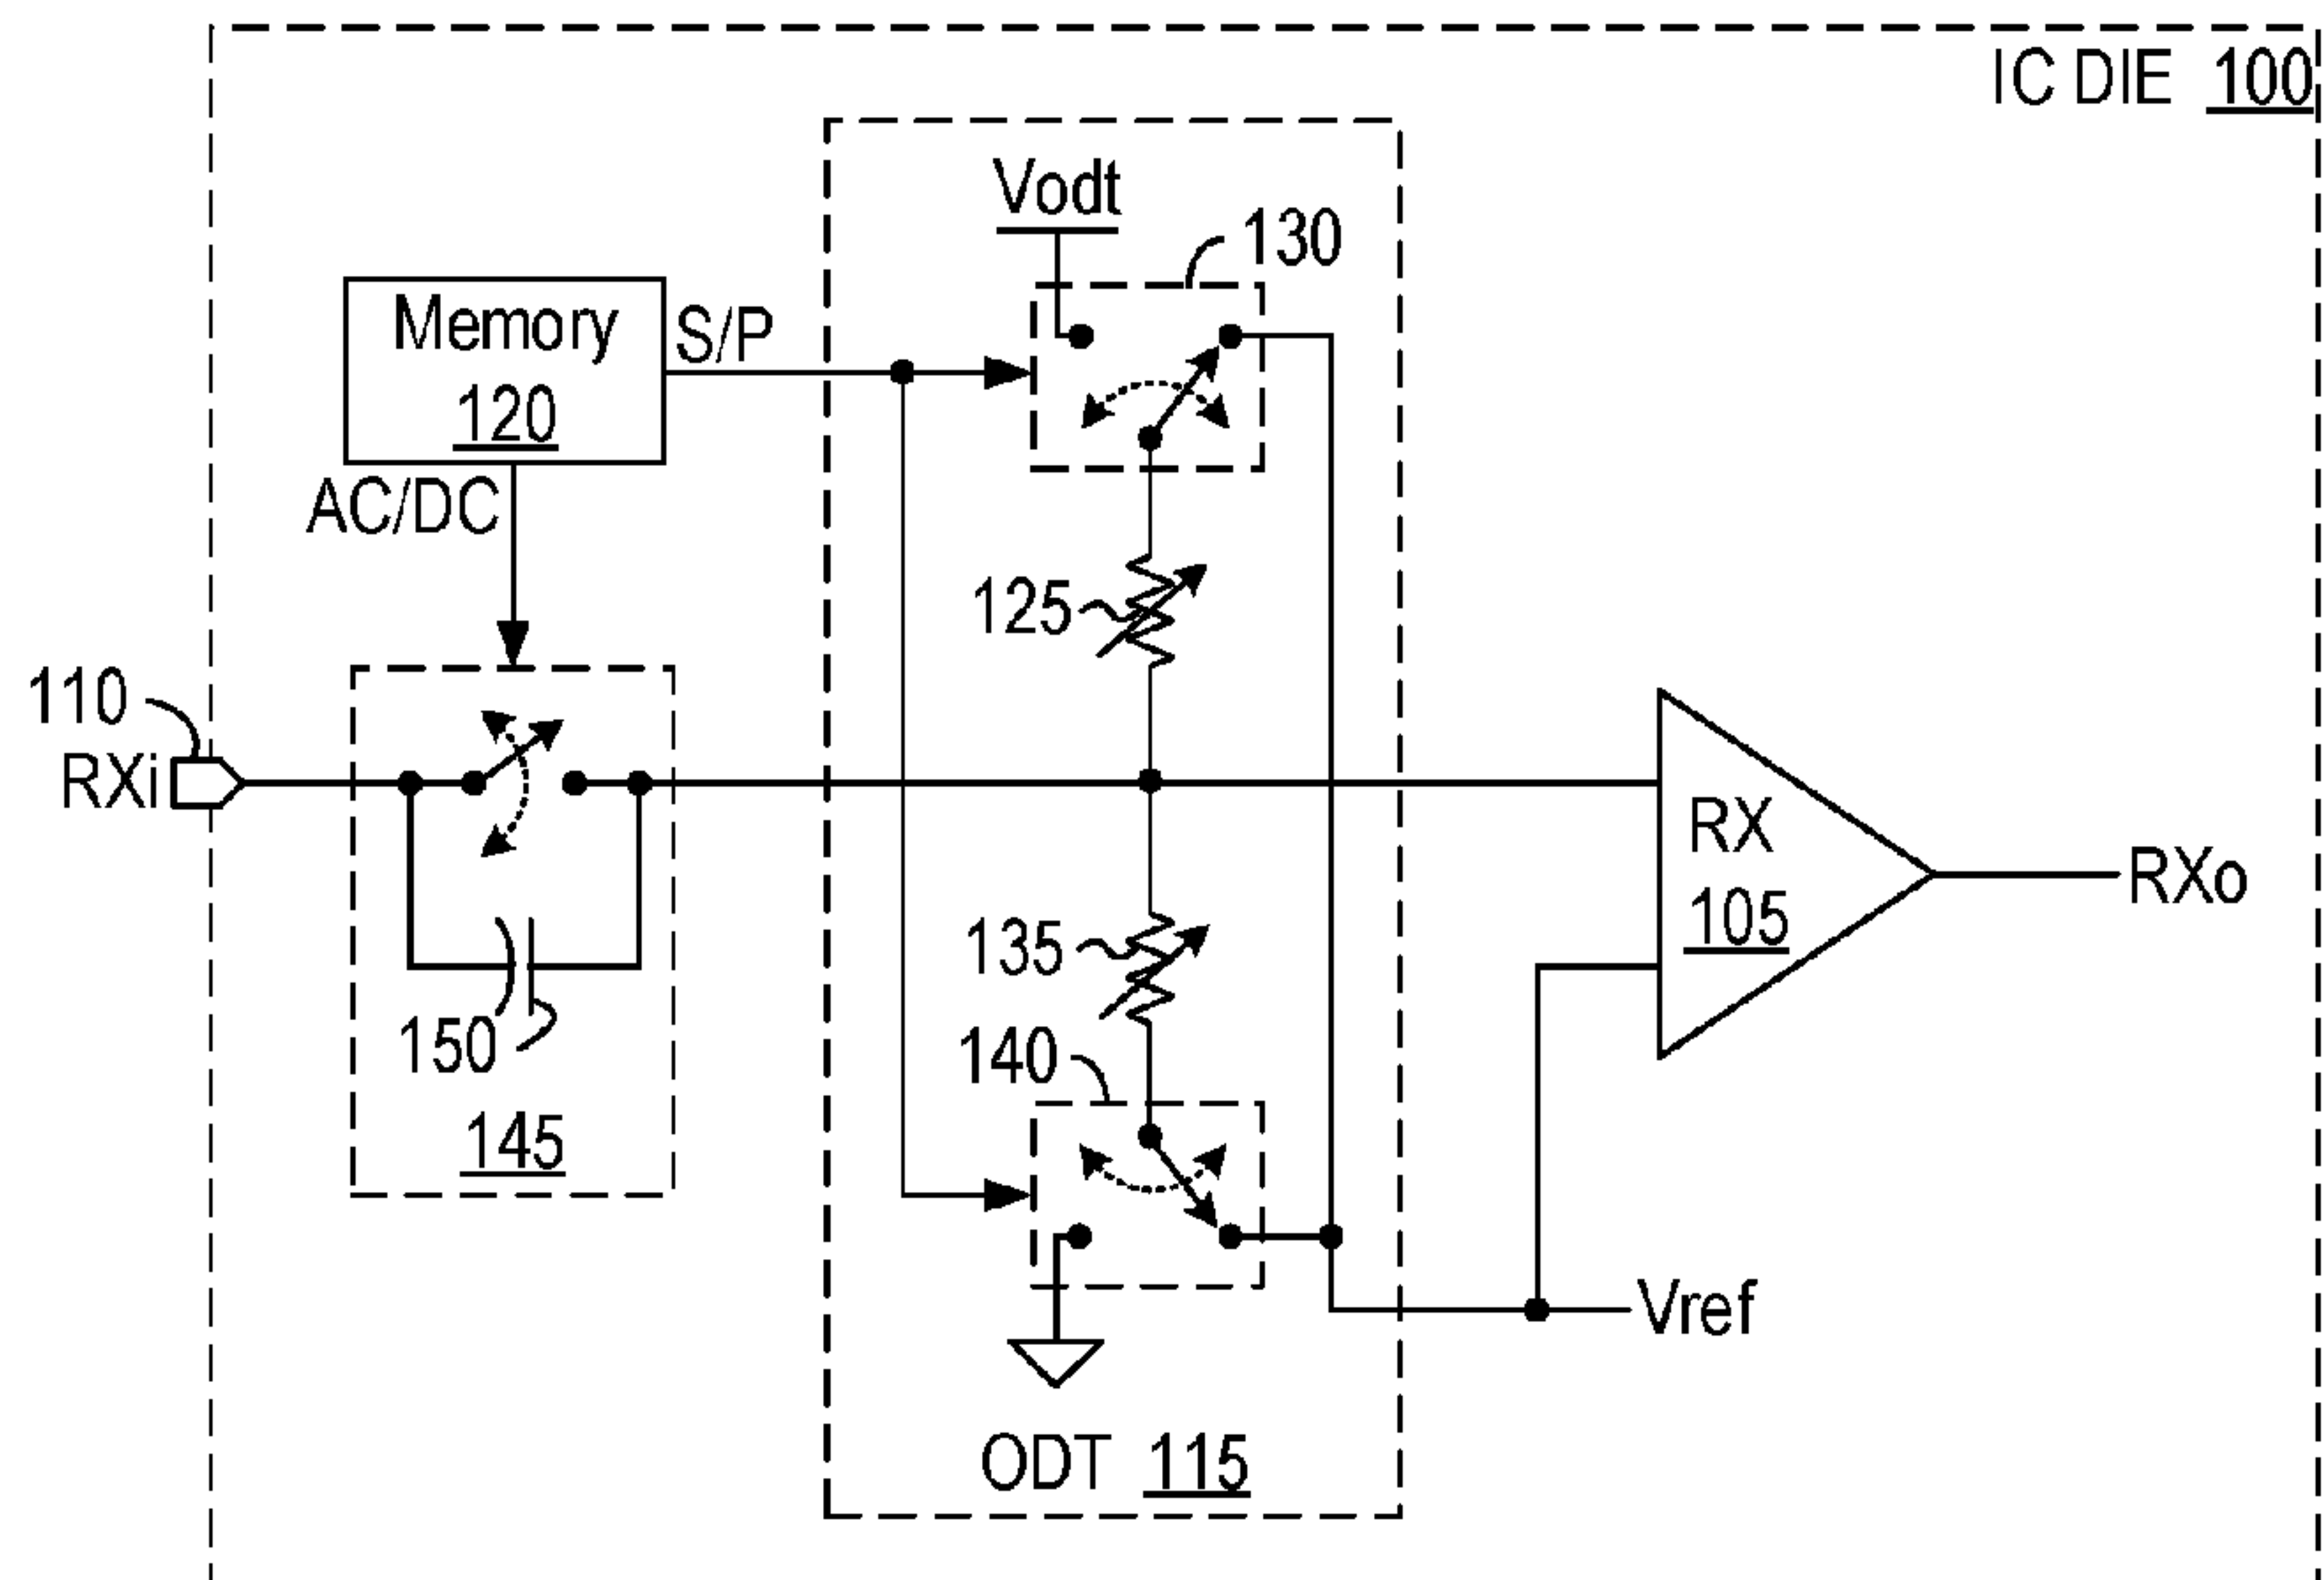 IC DIE 100
Vodt
130
Memory
120
S/P
AC/DC
125
110
RXi
RX
105
RXo
135
150
140
145
Vref
ODT 115